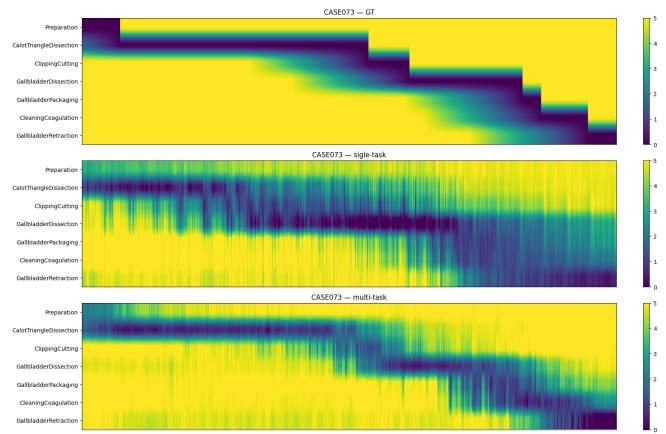 CASE073 — GT
Preparation
CalotTriangleDissection
ClippingCutting
GallbladderDissection
GallbladderPackaging
CleaningCoagulation
GallbladderRetraction
5
4
3
2
1
0
CASE073 — sigle-task
Preparation
CalotTriangleDissection
ClippingCutting
GallbladderDissection
GallbladderPackaging
CleaningCoagulation
GallbladderRetraction
5
4
3
2
1
0
CASE073 — multi-task
Preparation
CalotTriangleDissection
ClippingCutting
GallbladderDissection
GallbladderPackaging
CleaningCoagulation
GallbladderRetraction
5
4
3
2
1
0